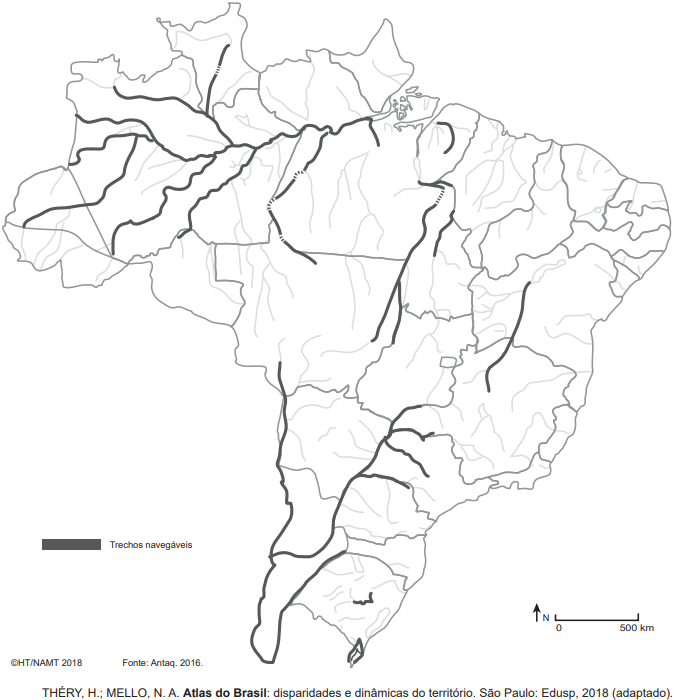 Trechos navegáveis
N
0 500 km
©HT/NAMT 2018 Fonte: Antaq. 2016.
THÉRY, H.; MELLO, N. A. Atlas do Brasil: disparidades e dinâmicas do território. São Paulo: Edusp, 2018 (adaptado).